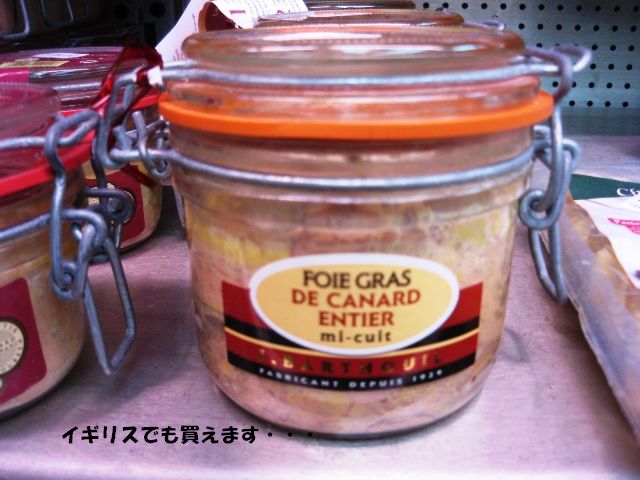 FOIE GRAS
DE CANARD
ENTIER
mi-cuit
J. BARTHOUIL
FABRICANT DEPUIS 1929
イギリスでも買えます・・・